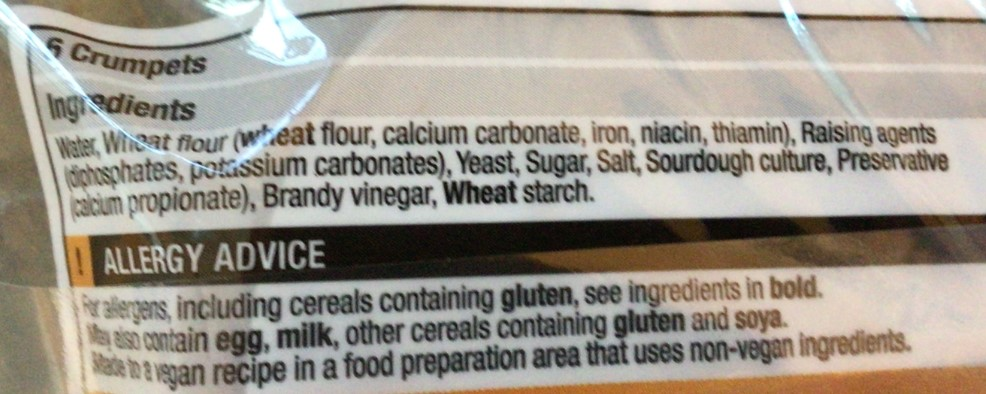 6 Crumpets
Ingredients
Water, Wheat flour (wheat flour, calcium carbonate, iron, niacin, thiamin), Raising agents
(diphosphates, potassium carbonates), Yeast, Sugar, Salt, Sourdough culture, Preservative
(calcium propionate), Brandy vinegar, Wheat starch.
! ALLERGY ADVICE
For allergens, including cereals containing gluten, see ingredients in bold.
May also contain egg, milk, other cereals containing gluten and soya.
Made to a vegan recipe in a food preparation area that uses non-vegan ingredients.